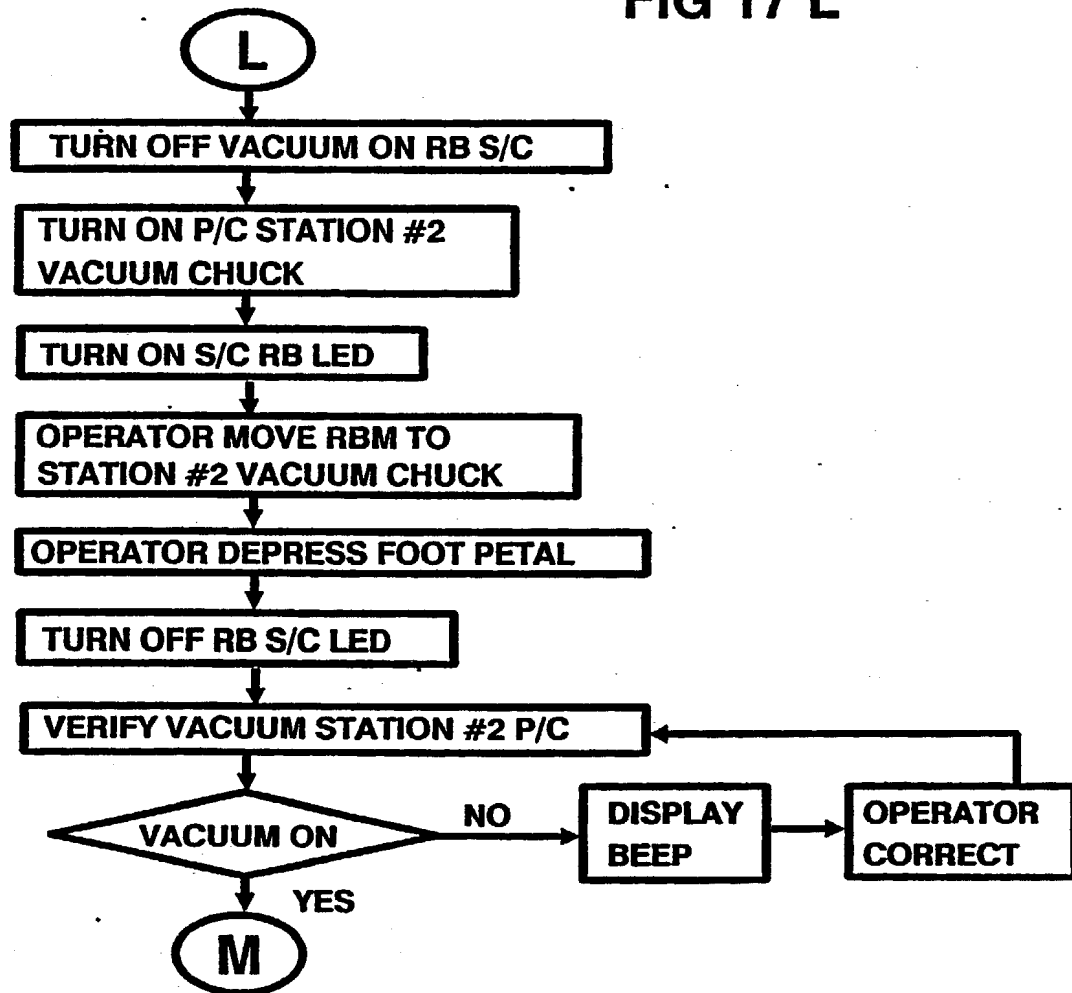 FIG 17 L
L
TURN OFF VACUUM ON RB S/C
TURN ON P/C STATION #2
VACUUM CHUCK
TURN ON S/C RB LED
OPERATOR MOVE RBM TO
STATION #2 VACUUM CHUCK
OPERATOR DEPRESS FOOT PETAL
TURN OFF RB S/C LED
VERIFY VACUUM STATION #2 P/C
VACUUM ON
NO
DISPLAY
BEEP
OPERATOR
CORRECT
YES
M